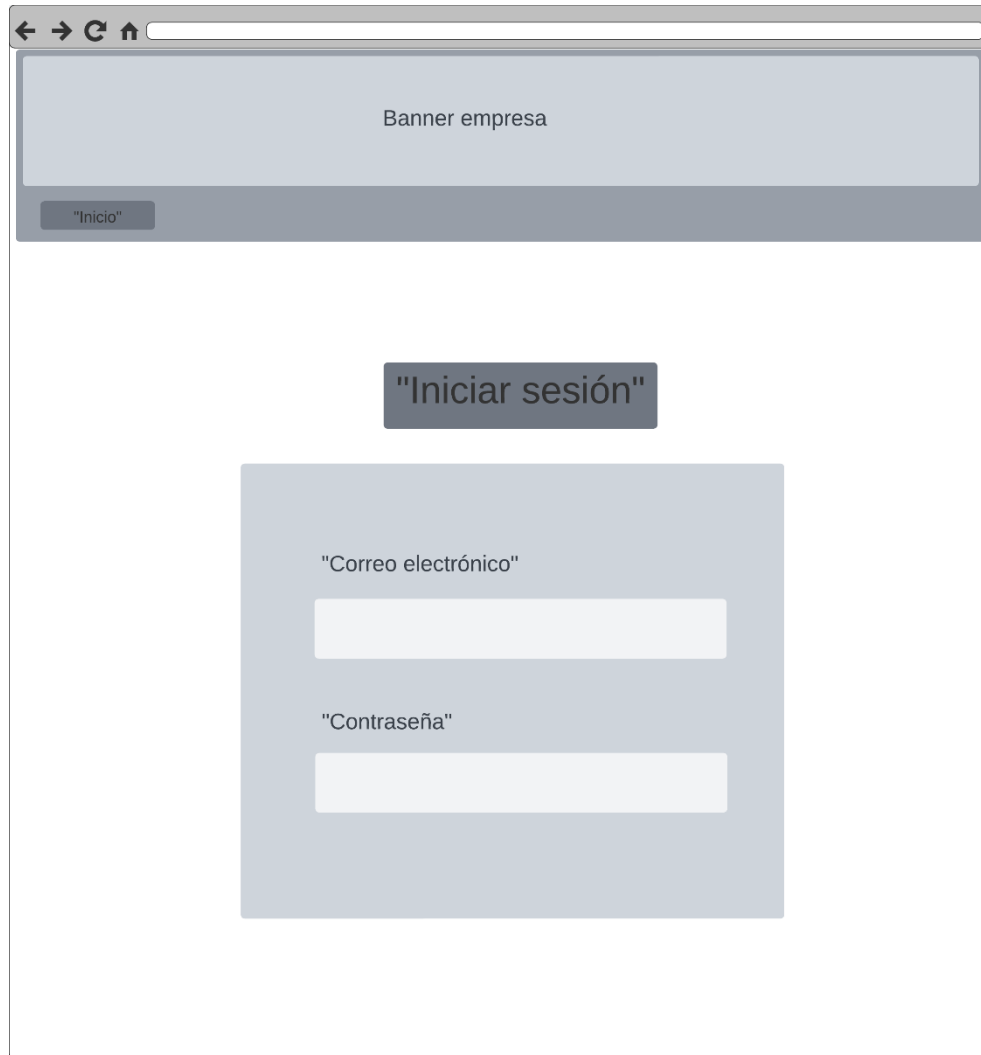 Banner empresa
"Inicio"
"Iniciar sesión"
"Correo electrónico"
"Contraseña"